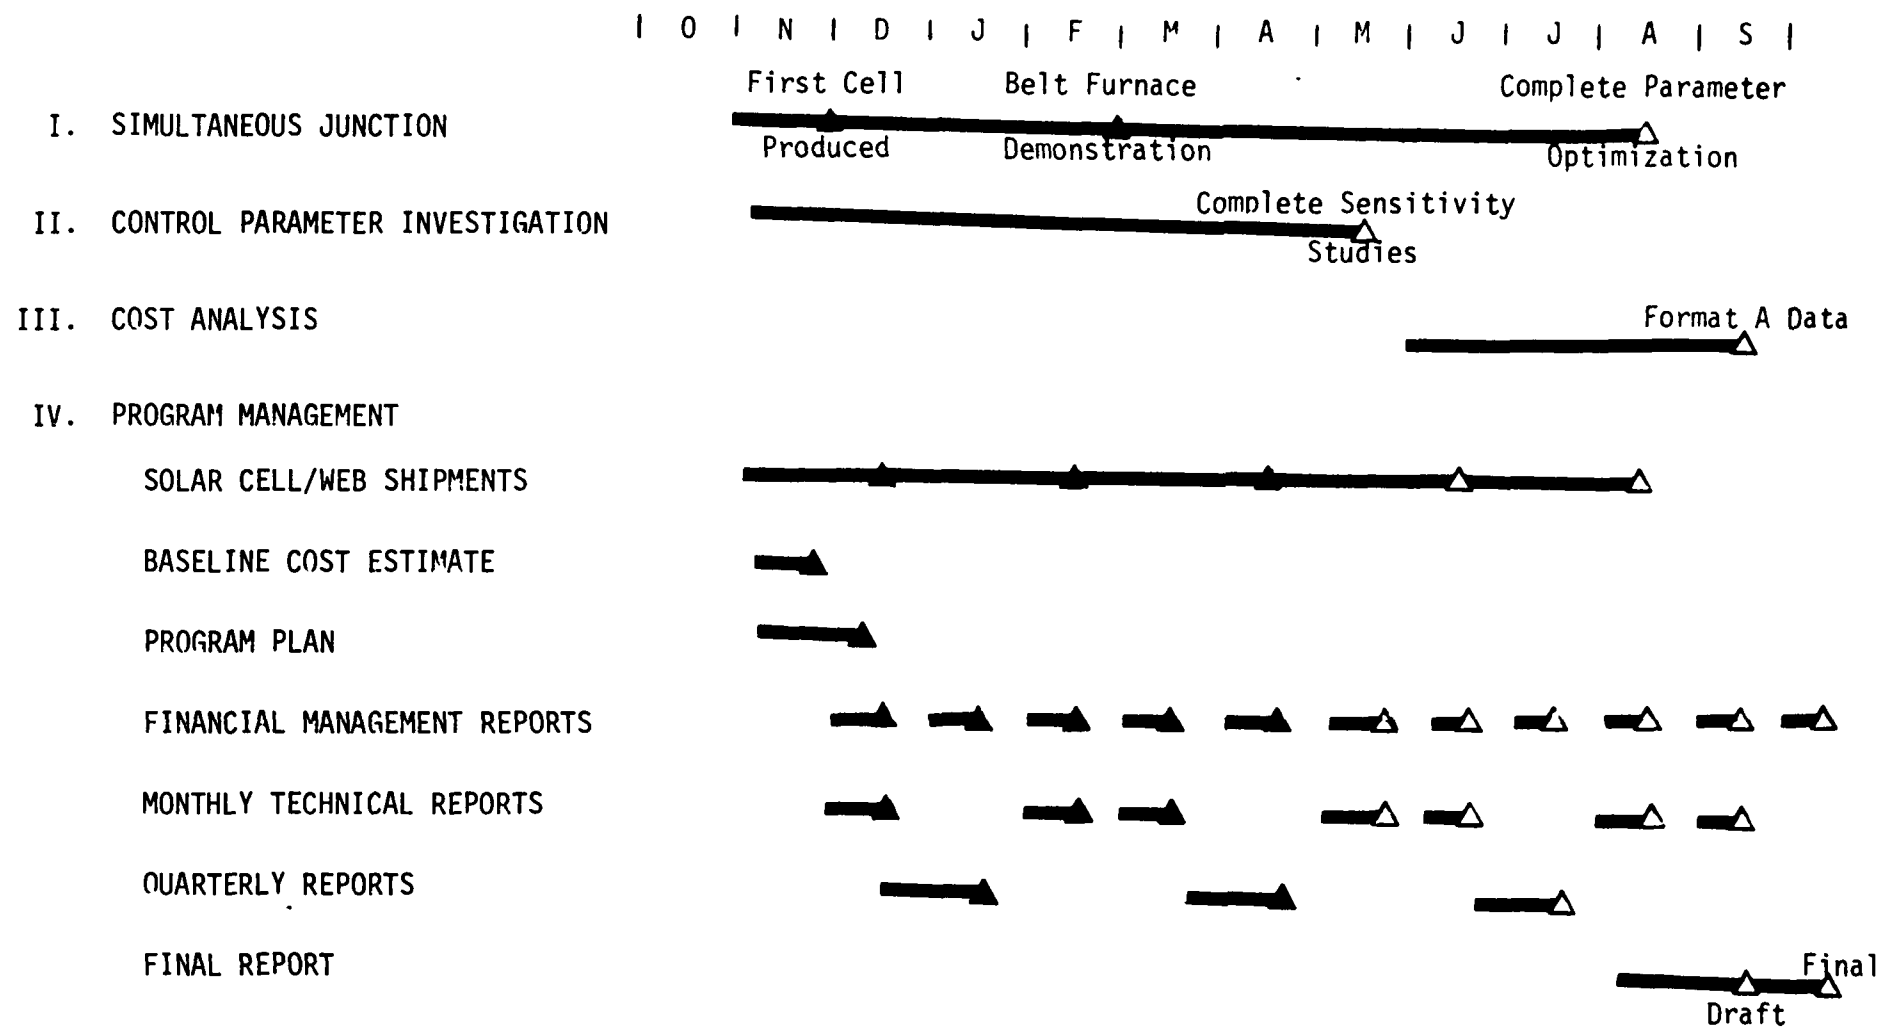 | O | N | D | J | F | M | A | M | J | J | A | S |
First Cell Belt Furnace Complete Parameter
I. SIMULTANEOUS JUNCTION
Produced Demonstration Optimization
Complete Sensitivity
II. CONTROL PARAMETER INVESTIGATION
Studies
III. COST ANALYSIS Format A Data
IV. PROGRAM MANAGEMENT
SOLAR CELL/WEB SHIPMENTS
BASELINE COST ESTIMATE
PROGRAM PLAN
FINANCIAL MANAGEMENT REPORTS
MONTHLY TECHNICAL REPORTS
QUARTERLY REPORTS
FINAL REPORT Final
Draft